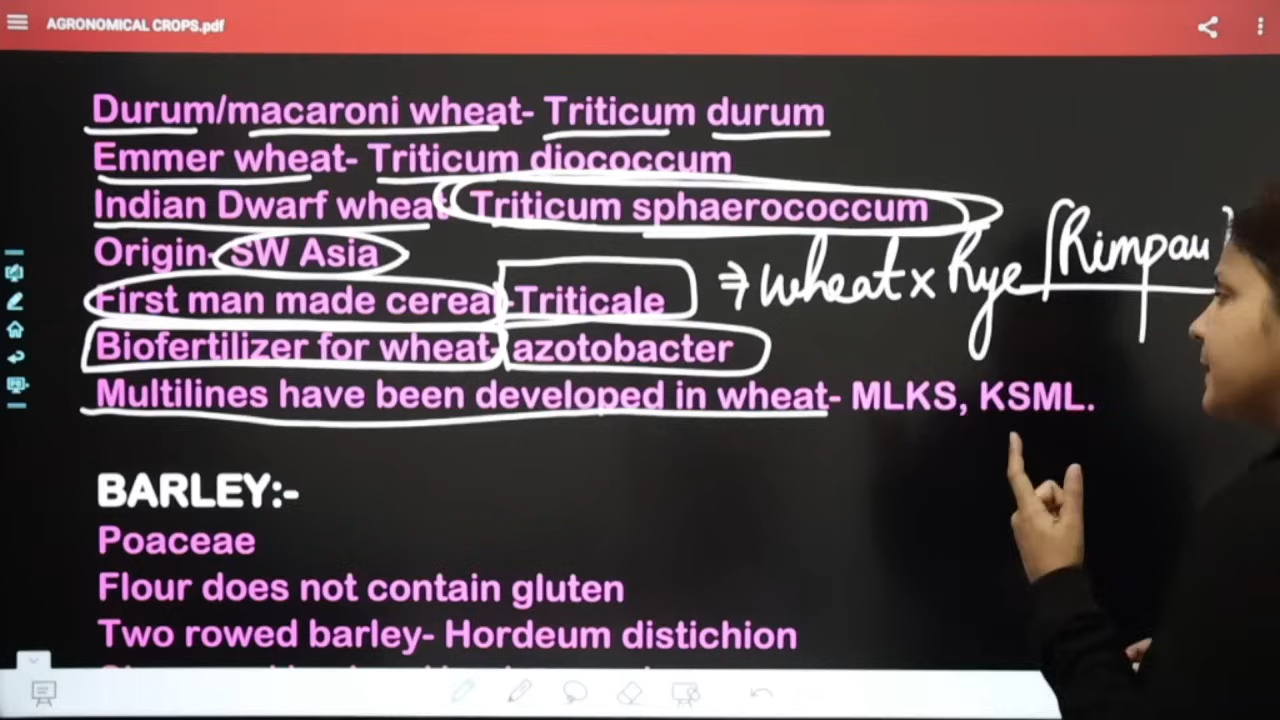 AGRONOMICAL CROPS.pdf
Durum/macaroni wheat- Triticum durum
Emmer wheat- Triticum diococcum
Indian Dwarf wheat- Triticum sphaerococcum
Origin- SW Asia
First man made cereal-Triticale ⇒ wheat x Rye [Rimpau]
Biofertilizer for wheat- azotobacter
Multilines have been developed in wheat- MLKS, KSML.
BARLEY:-
Poaceae
Flour does not contain gluten
Two rowed barley- Hordeum distichion